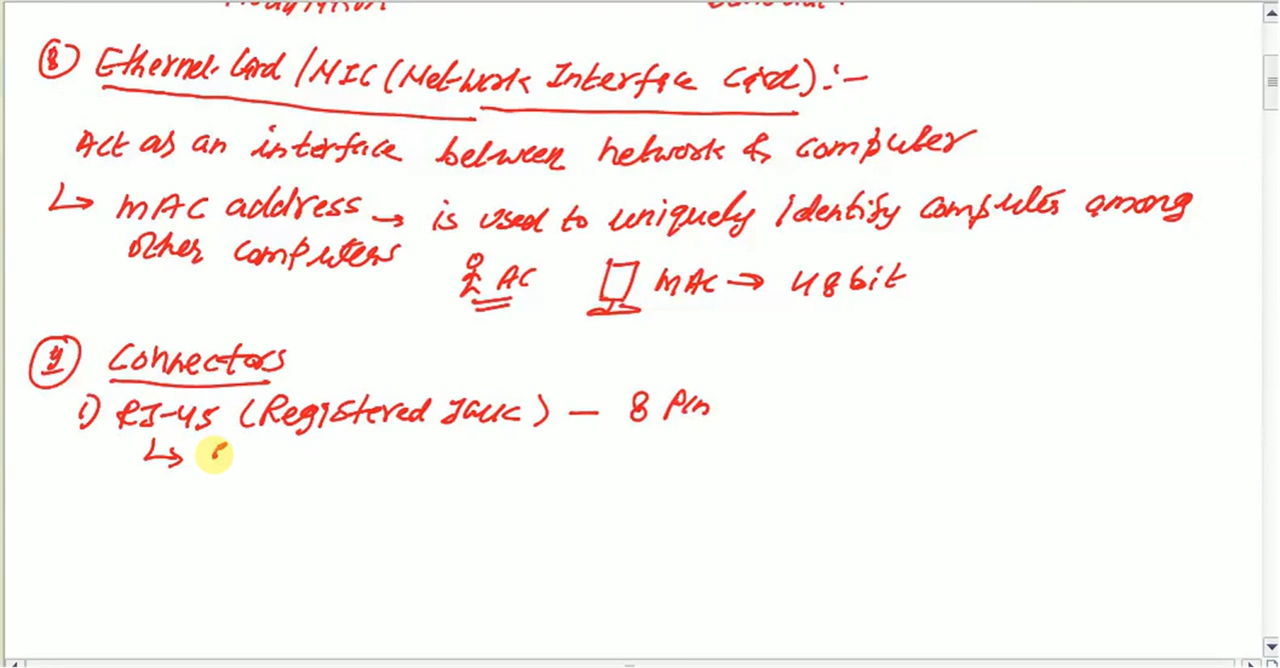 8 Ethernet Card / NIC (Network Interface Card) :-
Act as an interface between network & computer
↳ MAC address → is used to uniquely identify computer among
other computers
AC MAC → 48 bit
9 Connectors
1) RJ-45 (Registered Jack) - 8 Pin
↳